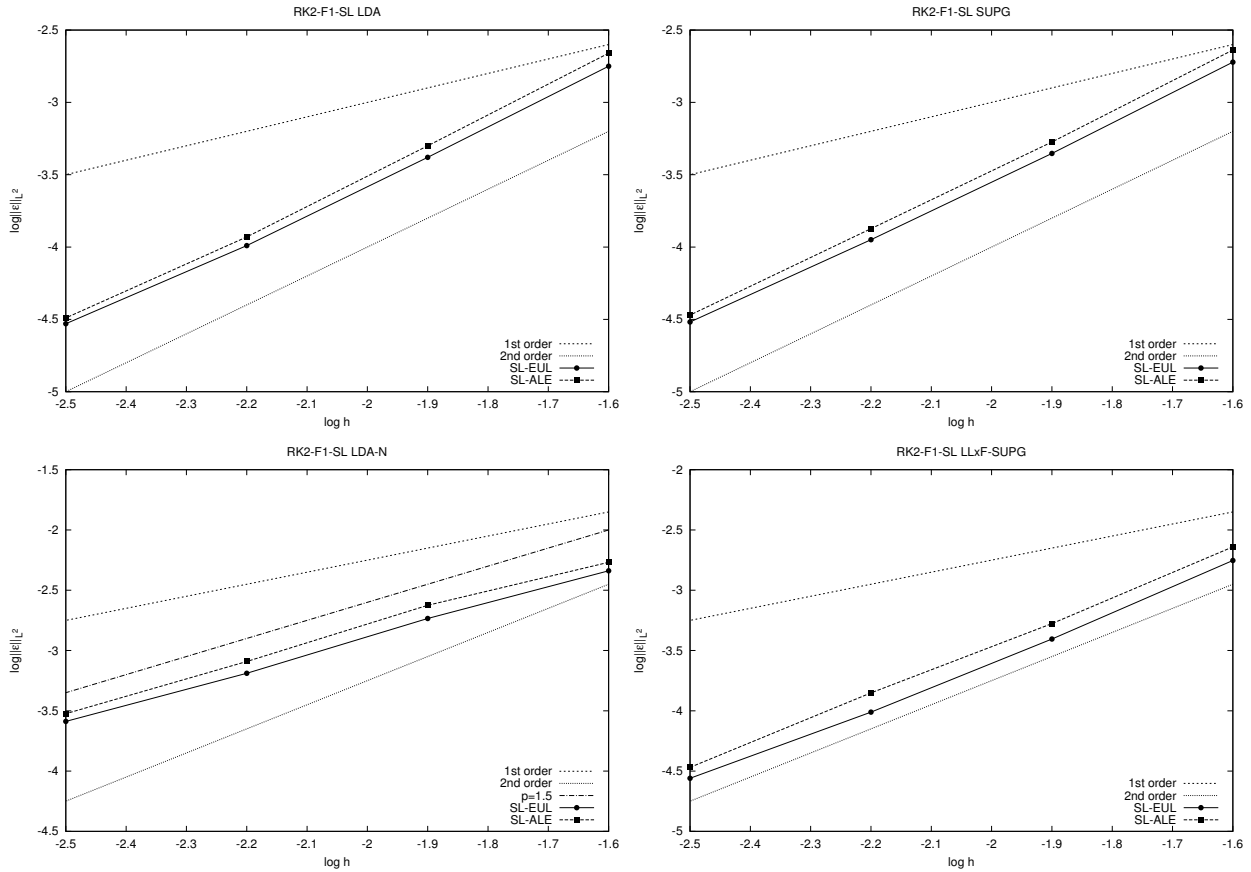 RK2-F1-SL LDA
-2.5
-3
-3.5
-4
-4.5
-5
log||ε||L²
1st order
2nd order
SL-EUL
SL-ALE
-2.5 -2.4 -2.3 -2.2 -2.1 -2 -1.9 -1.8 -1.7 -1.6
log h
RK2-F1-SL SUPG
-2.5
-3
-3.5
-4
-4.5
-5
log||ε||L²
1st order
2nd order
SL-EUL
SL-ALE
-2.5 -2.4 -2.3 -2.2 -2.1 -2 -1.9 -1.8 -1.7 -1.6
log h
RK2-F1-SL LDA-N
-1.5
-2
-2.5
-3
-3.5
-4
-4.5
log||ε||L²
1st order
2nd order
p=1.5
SL-EUL
SL-ALE
-2.5 -2.4 -2.3 -2.2 -2.1 -2 -1.9 -1.8 -1.7 -1.6
log h
RK2-F1-SL LLxF-SUPG
-2
-2.5
-3
-3.5
-4
-4.5
-5
log||ε||L²
1st order
2nd order
SL-EUL
SL-ALE
-2.5 -2.4 -2.3 -2.2 -2.1 -2 -1.9 -1.8 -1.7 -1.6
log h